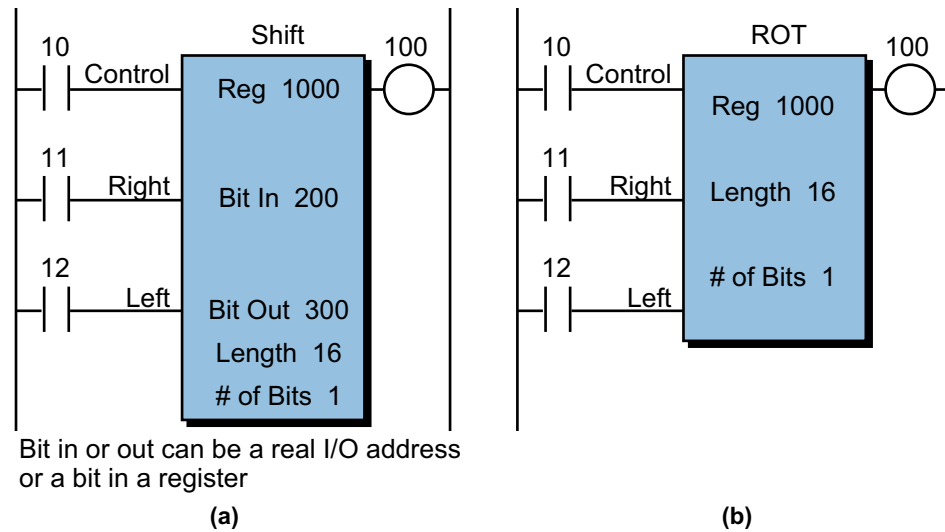 Shift
10
Control
100
Reg 1000
11
Right
Bit In 200
12
Left
Bit Out 300
Length 16
# of Bits 1
Bit in or out can be a real I/O address
or a bit in a register
(a)
ROT
10
Control
100
Reg 1000
11
Right
Length 16
12
Left
# of Bits 1
(b)